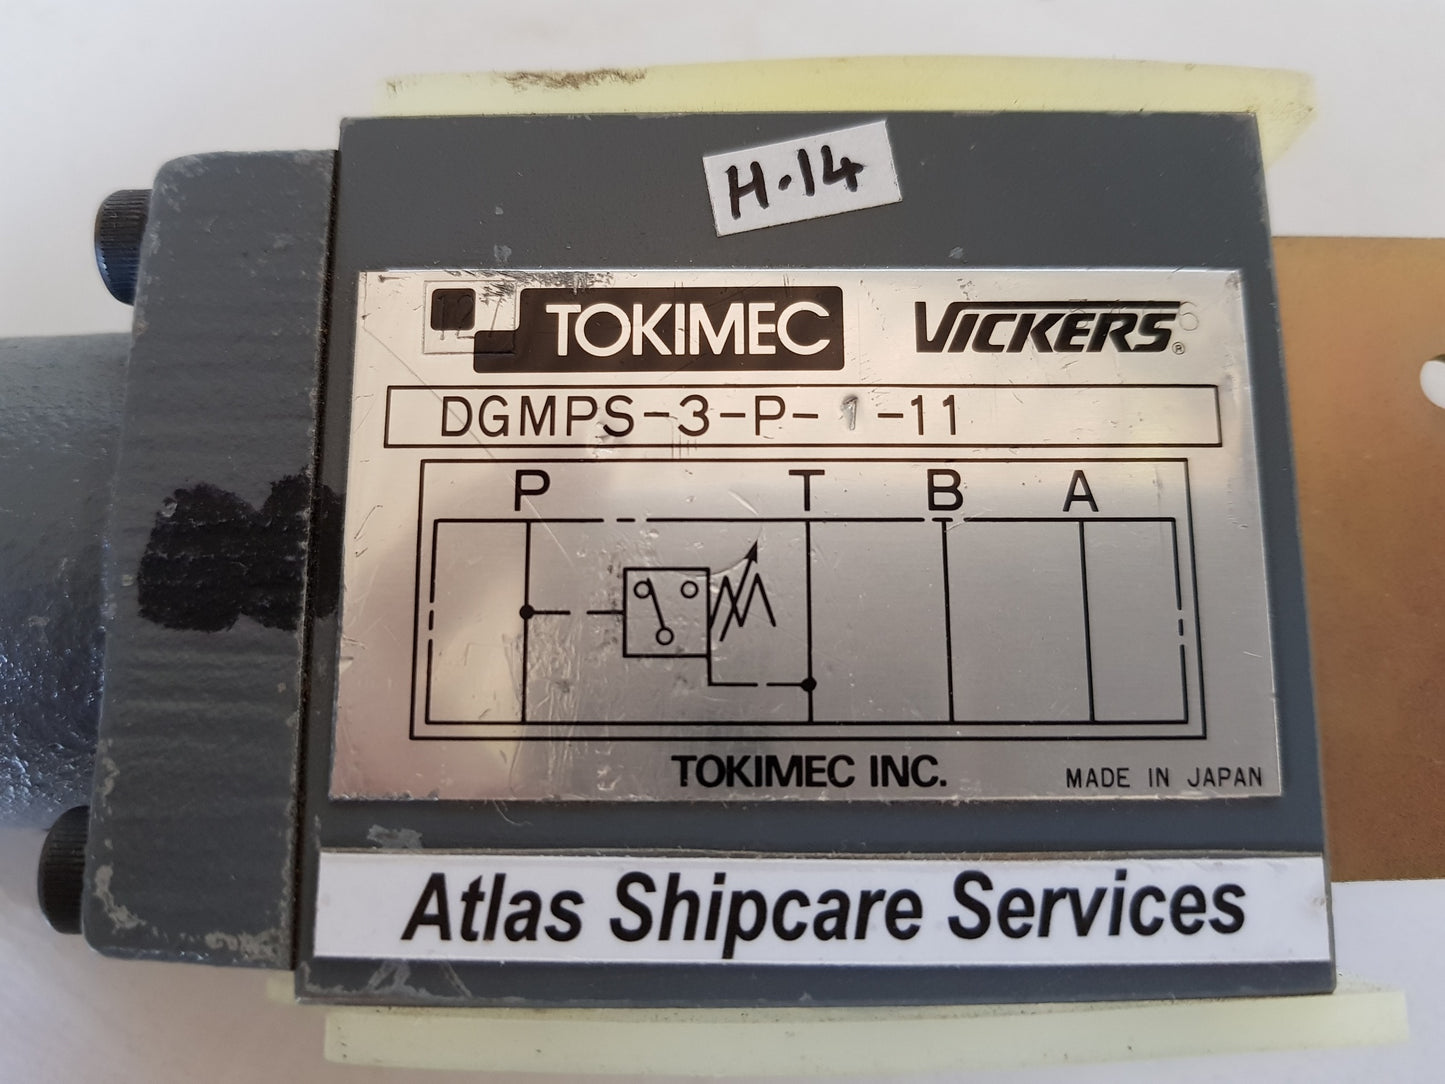 H-14
TOKIMEC VICKERS®
DGMPS-3-P-1-11
P T B A
TOKIMEC INC. MADE IN JAPAN
Atlas Shipcare Services